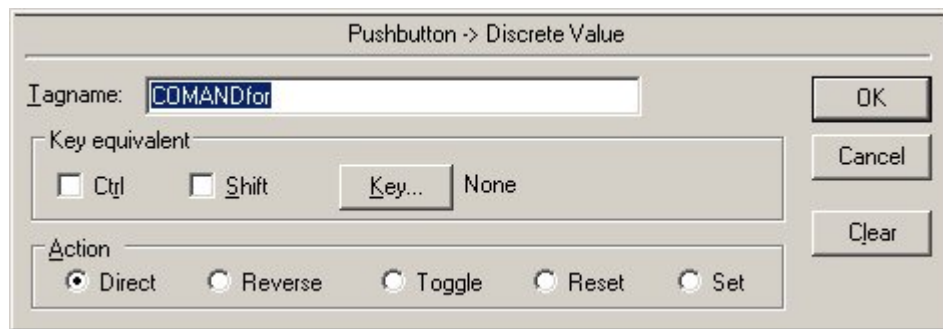 Pushbutton -> Discrete Value
Tagname: COMANDfor
OK
Key equivalent
Ctrl Shift Key... None
Cancel
Clear
Action
Direct Reverse Toggle Reset Set